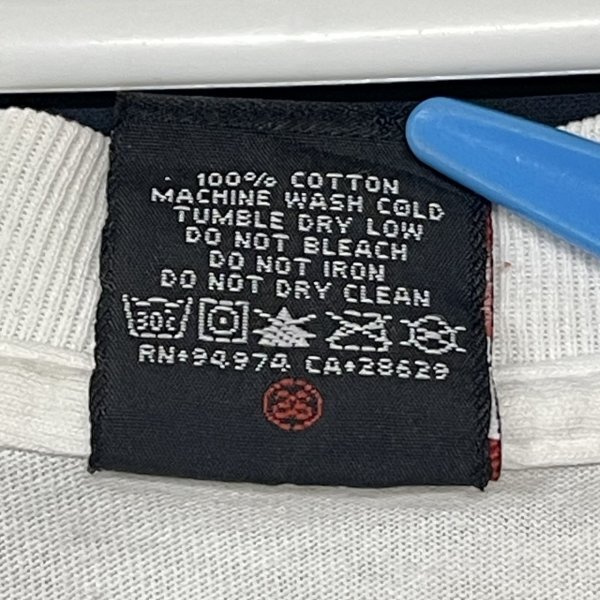 100% COTTON
MACHINE WASH COLD
TUMBLE DRY LOW
DO NOT BLEACH
DO NOT IRON
DO NOT DRY CLEAN
30c
RN*94974 CA*28629